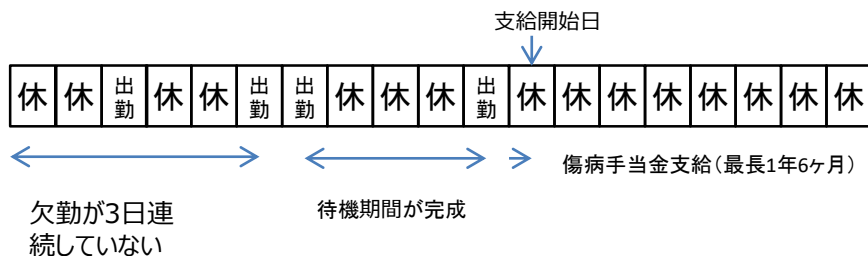 支給開始日
休 休 出勤 休 休 出勤 出勤 休 休 休 出勤 休 休 休 休 休 休 休 休
傷病手当金支給（最長1年6ヶ月）
待機期間が完成
欠勤が3日連
続していない